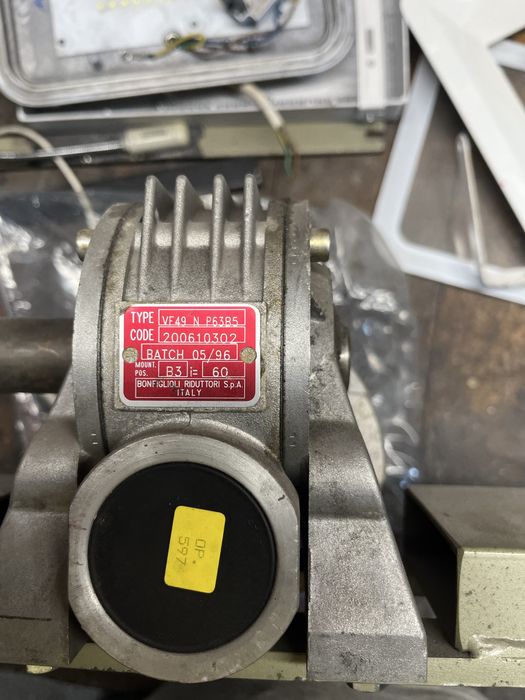 TYPE VF49 N P63B5
CODE 200610302
BATCH 05/96
MOUNT. POS. B3 i= 60
BONFIGLIOLI RIDUTTORI S.p.A.
ITALY
OP.
597